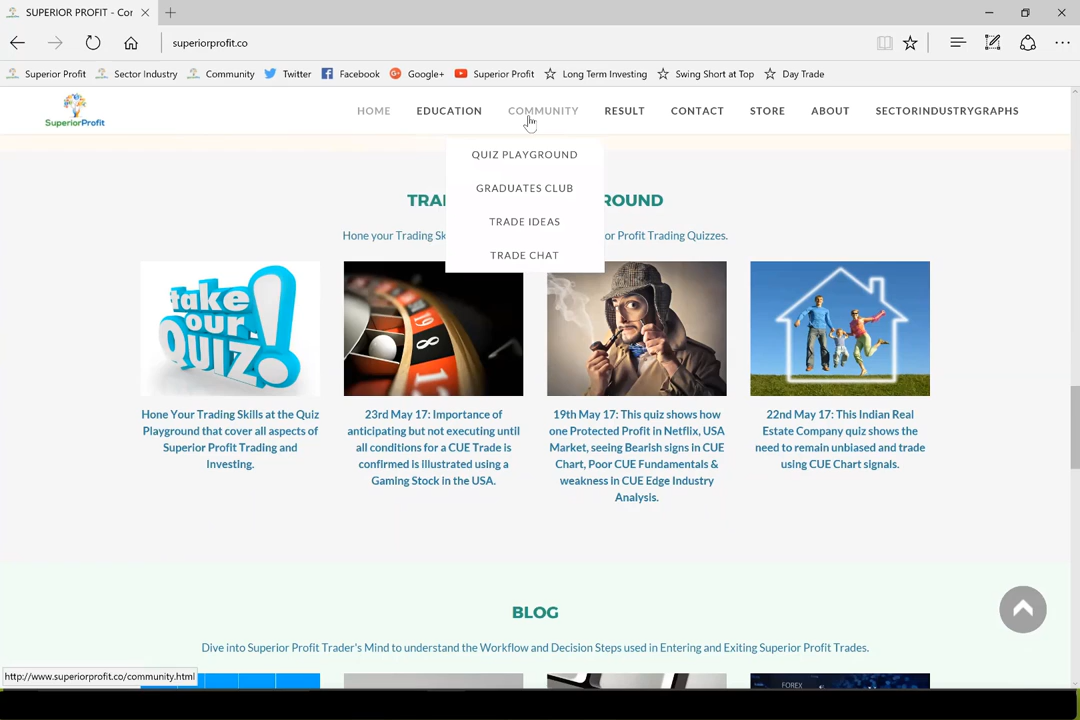 SUPERIOR PROFIT - Cor
superiorprofit.co
Superior Profit Sector Industry Community Twitter Facebook Google+ Superior Profit Long Term Investing Swing Short at Top Day Trade
SuperiorProfit
HOME EDUCATION COMMUNITY RESULT CONTACT STORE ABOUT SECTORINDUSTRYGRAPHS
QUIZ PLAYGROUND
GRADUATES CLUB
TRADE IDEAS
TRADE CHAT
Hone your Trading Sk
or Profit Trading Quizzes.
take
our
QUIZ!
19
8
Hone Your Trading Skills at the Quiz
Playground that cover all aspects of
Superior Profit Trading and
Investing.
23rd May 17: Importance of
anticipating but not executing until
all conditions for a CUE Trade is
confirmed is illustrated using a
Gaming Stock in the USA.
19th May 17: This quiz shows how
one Protected Profit in Netflix, USA
Market, seeing Bearish signs in CUE
Chart, Poor CUE Fundamentals &
weakness in CUE Edge Industry
Analysis.
22nd May 17: This Indian Real
Estate Company quiz shows the
need to remain unbiased and trade
using CUE Chart signals.
BLOG
Dive into Superior Profit Trader's Mind to understand the Workflow and Decision Steps used in Entering and Exiting Superior Profit Trades.
http://www.superiorprofit.co/community.html
FOREX